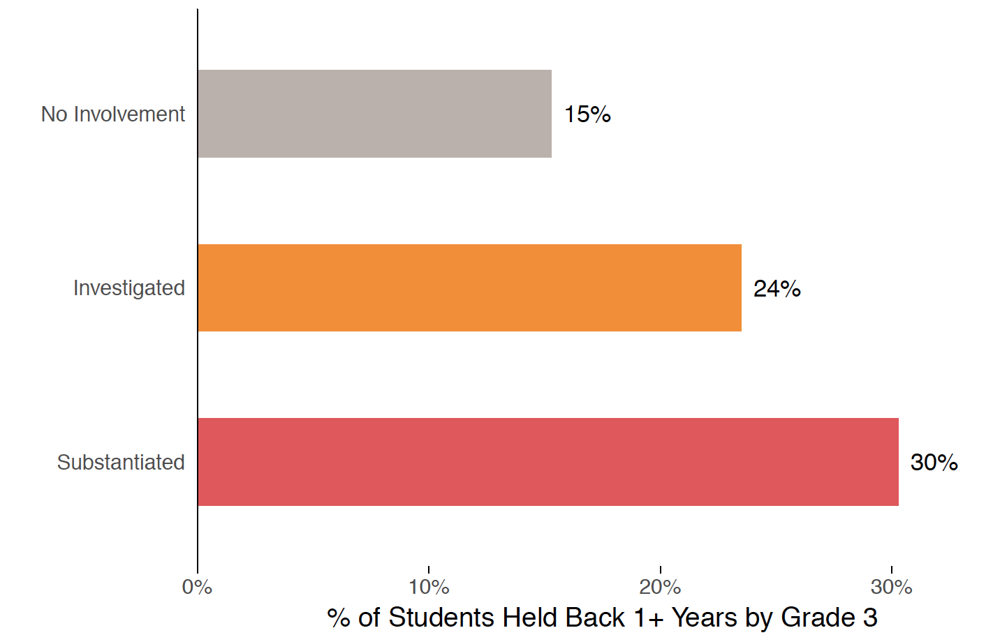 No Involvement
15%
Investigated
24%
Substantiated
30%
0%
10%
20%
30%
% of Students Held Back 1+ Years by Grade 3